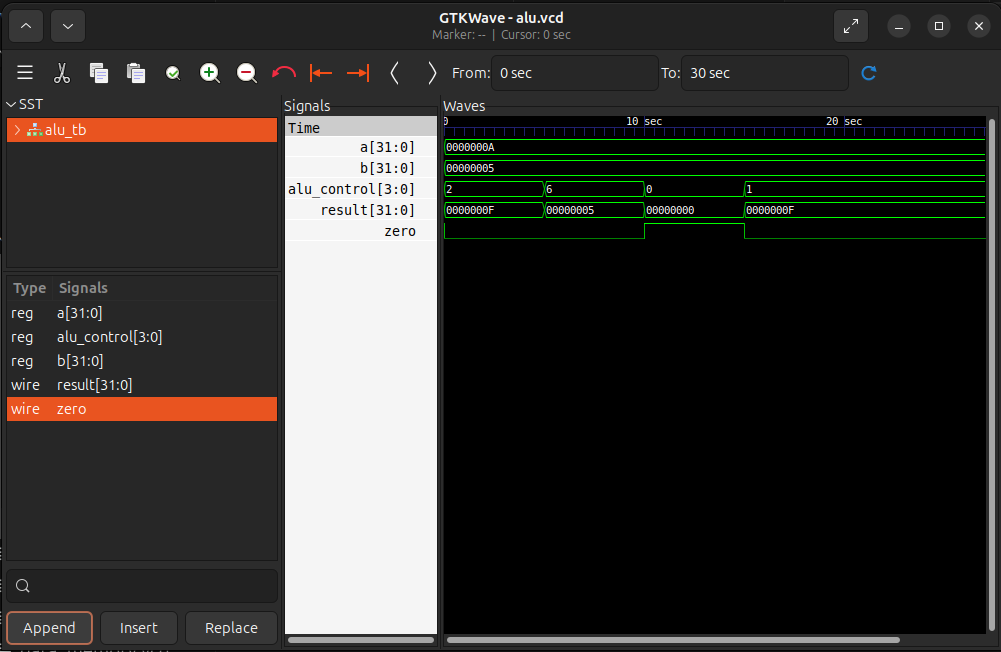 GTKWave - alu.vcd
Marker: -- | Cursor: 0 sec
From: 0 sec To: 30 sec
SST
alu_tb
Type Signals
reg a[31:0]
reg alu_control[3:0]
reg b[31:0]
wire result[31:0]
wire zero
Append Insert Replace
Signals
Time
a[31:0]
b[31:0]
alu_control[3:0]
result[31:0]
zero
Waves
0 10 sec 20 sec
0000000A
00000005
2 6 0 1
0000000F 00000005 00000000 0000000F